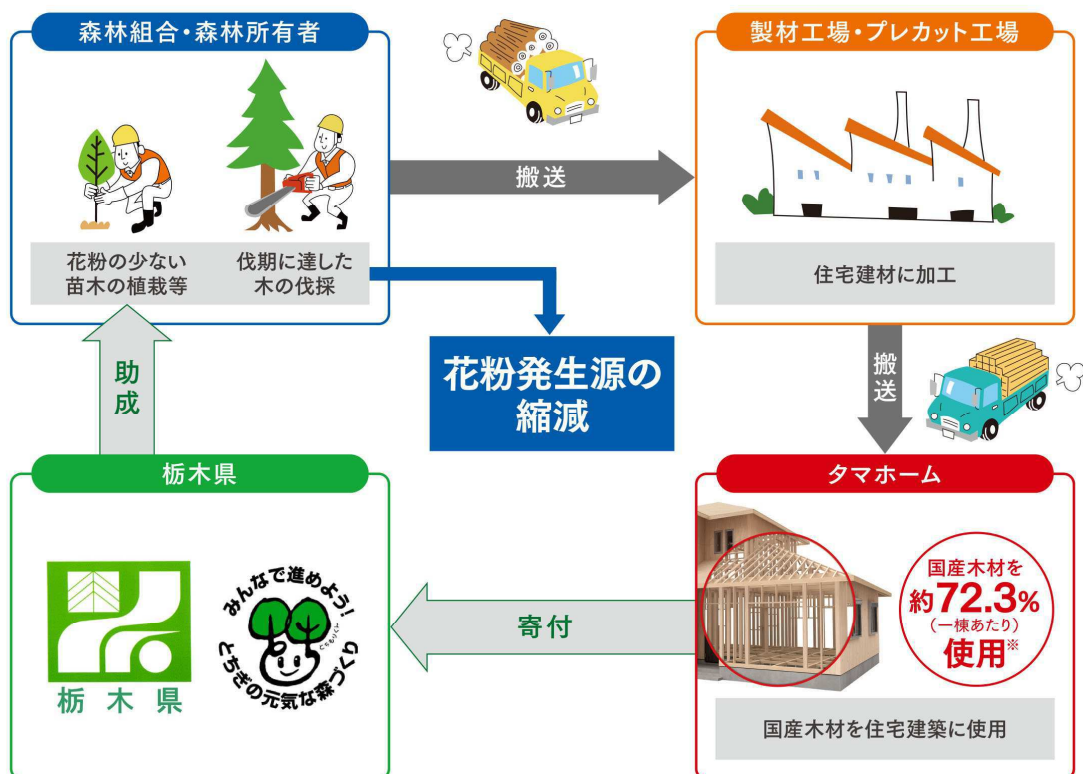 森林組合・森林所有者
花粉の少ない
苗木の植栽等
伐期に達した
木の伐採
搬送
製材工場・プレカット工場
住宅建材に加工
花粉発生源の
縮減
搬送
助成
栃木県
栃木県
みんなで進めよう!
とちぎの元気な森づくり
とちもりくん
寄付
タマホーム
国産木材を
約72.3%
(一棟あたり)
使用※
国産木材を住宅建築に使用